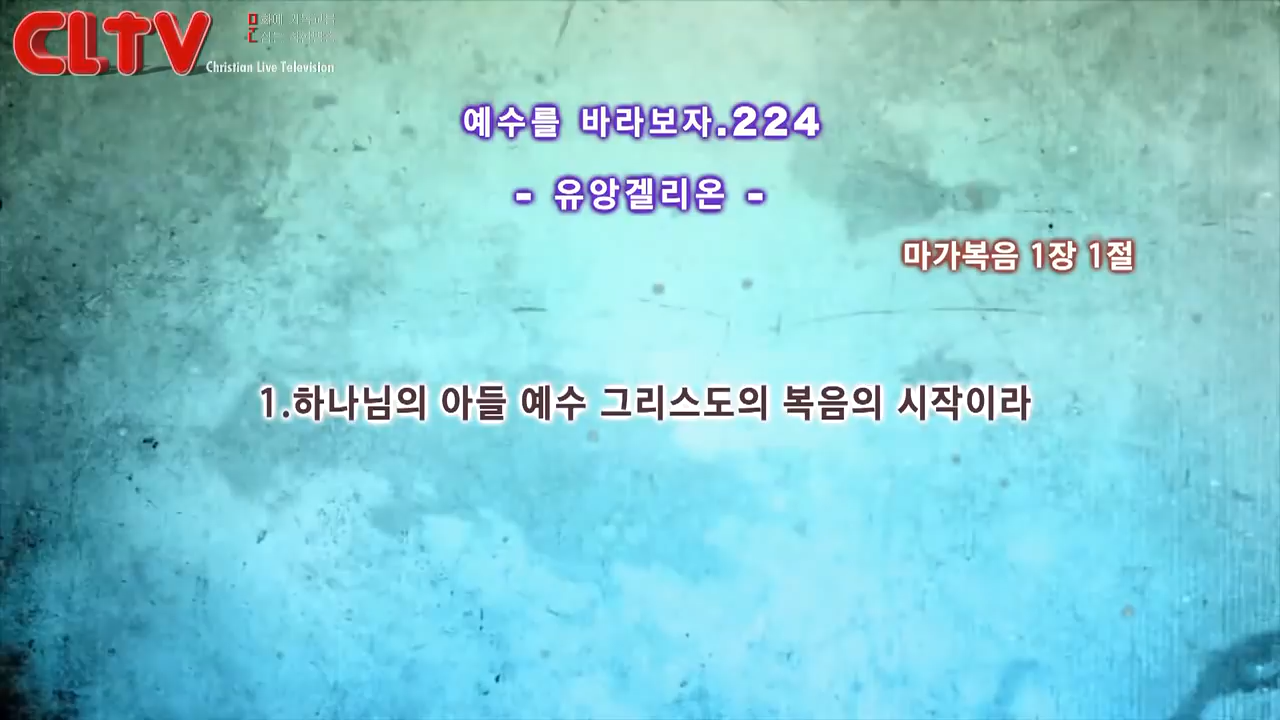 CLTV
Christian Live Television
예수를 바라보자.224
- 유앙겔리온 -
마가복음 1장 1절
1.하나님의 아들 예수 그리스도의 복음의 시작이라